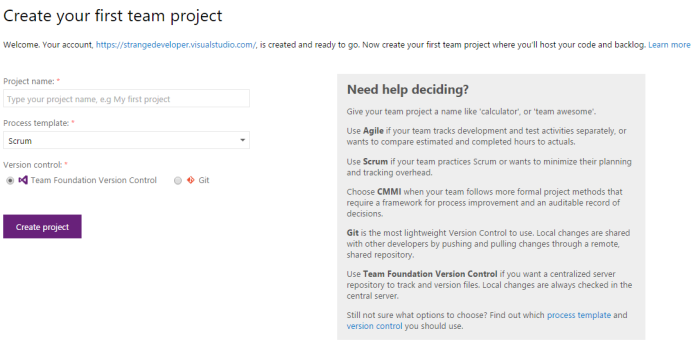 Create your first team project
Welcome. Your account, https://strangedeveloper.visualstudio.com/, is created and ready to go. Now create your first team project where you'll host your code and backlog. Learn more
Project name: *
Type your project name, e.g My first project
Process template: *
Scrum
Version control: *
Team Foundation Version Control
Git
Create project
Need help deciding?
Give your team project a name like 'calculator', or 'team awesome'.
Use Agile if your team tracks development and test activities separately, or
wants to compare estimated and completed hours to actuals.
Use Scrum if your team practices Scrum or wants to minimize their planning
and tracking overhead.
Choose CMMI when your team follows more formal project methods that
require a framework for process improvement and an auditable record of
decisions.
Git is the most lightweight Version Control to use. Local changes are shared
with other developers by pushing and pulling changes through a remote,
shared repository.
Use Team Foundation Version Control if you want a centralized server
repository to track and version files. Local changes are always checked in the
central server.
Still not sure what options to choose? Find out which process template and
version control you should use.